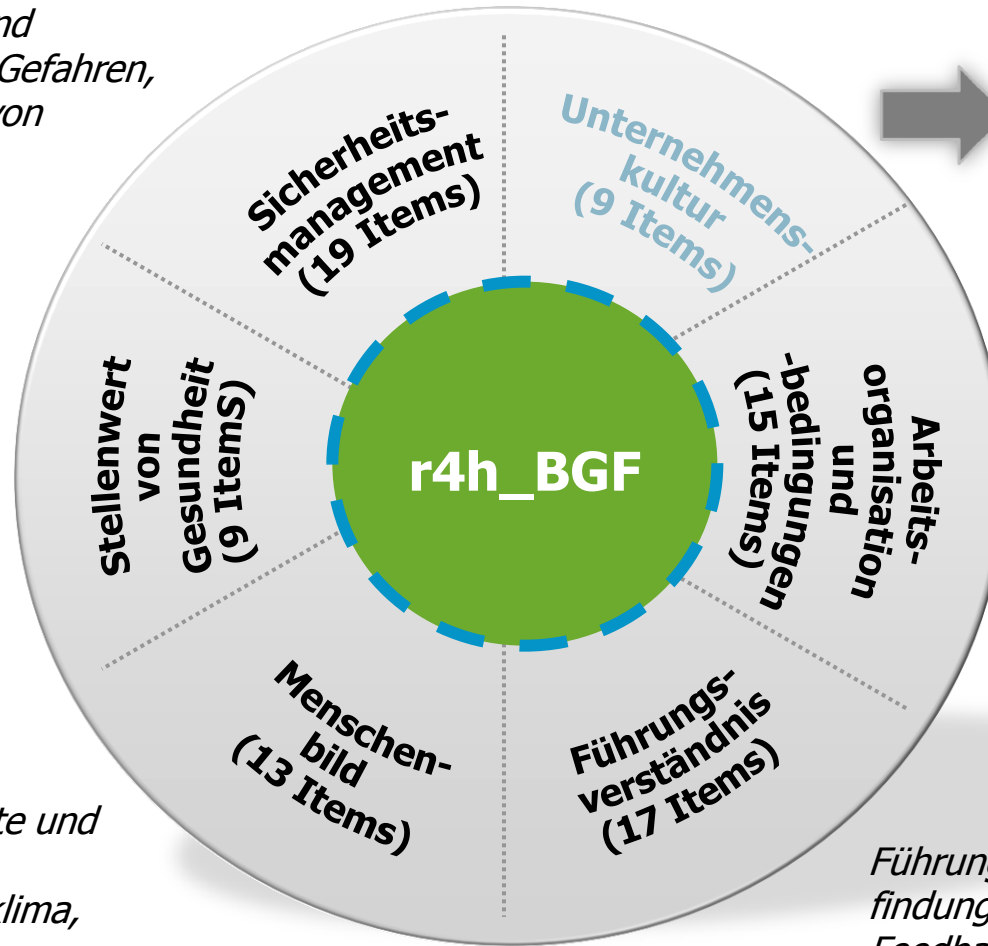 nd
Gefahren,
von
Sicherheits-
management
(19 Items)
Unternehmens-
kultur
(9 Items)
Stellenwert
von
Gesundheit
(9 ItemS)
r4h_BGF
Arbeits-
organisation
und
-bedingungen
(15 Items)
Menschen-
bild
(13 Items)
Führungs-
verständnis
(17 Items)
te und
klima,
Führung
findung